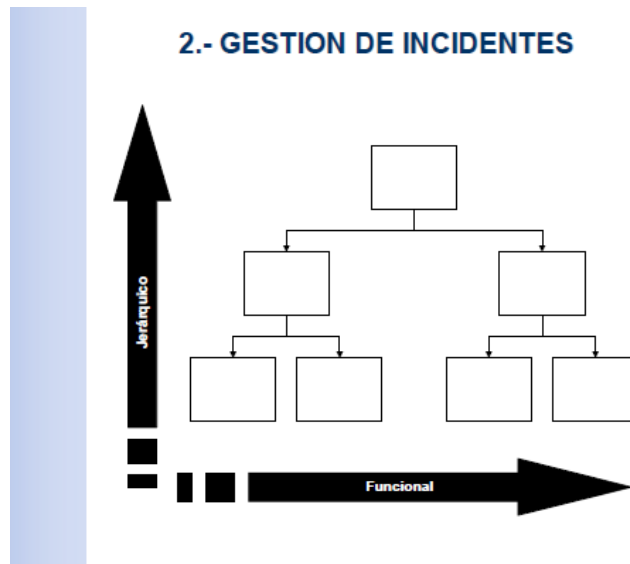 2.- GESTION DE INCIDENTES
Jerárquico
Funcional